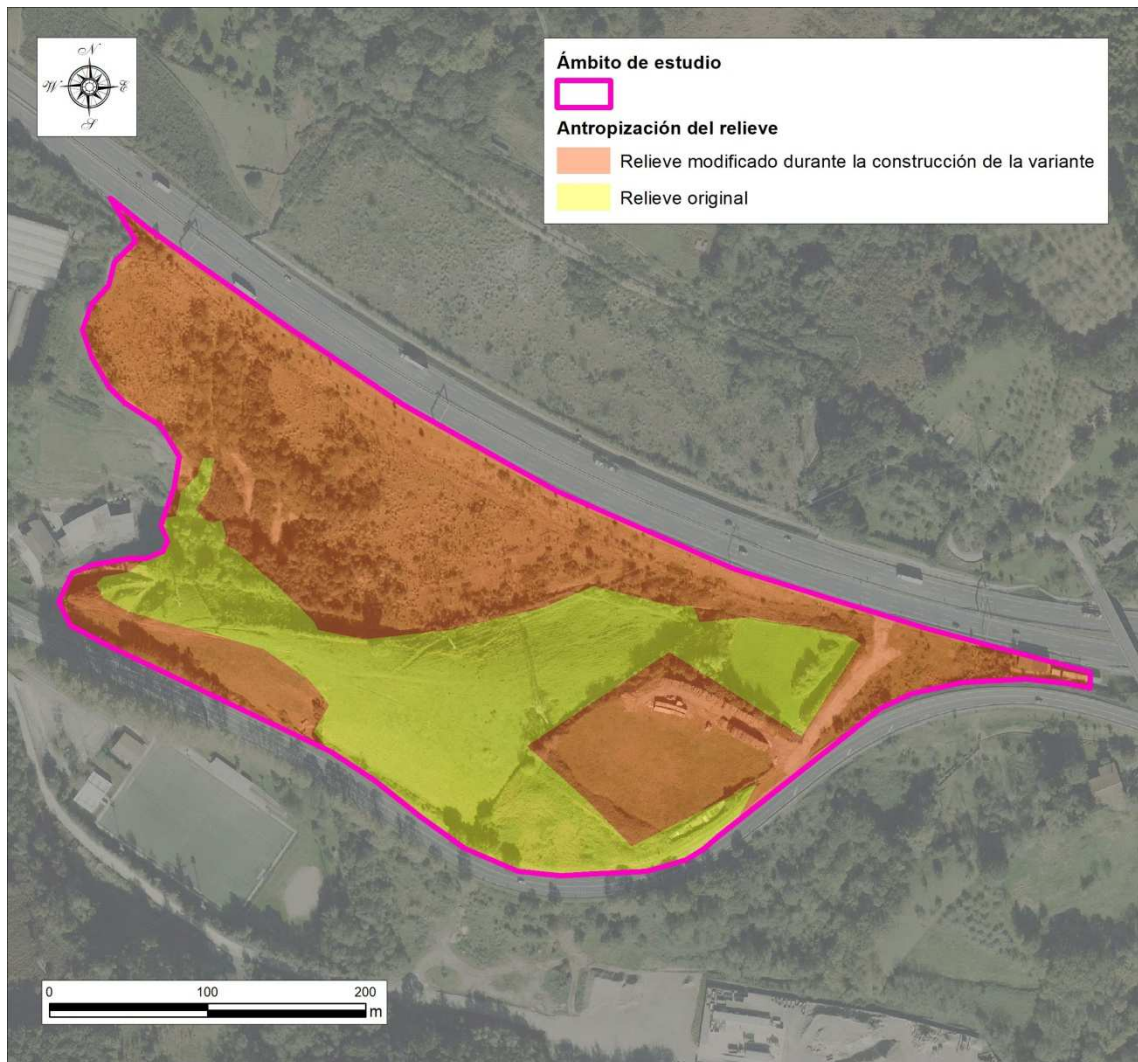 N
W E
S
Ámbito de estudio
Antropización del relieve
Relieve modificado durante la construcción de la variante
Relieve original
0 100 200
m